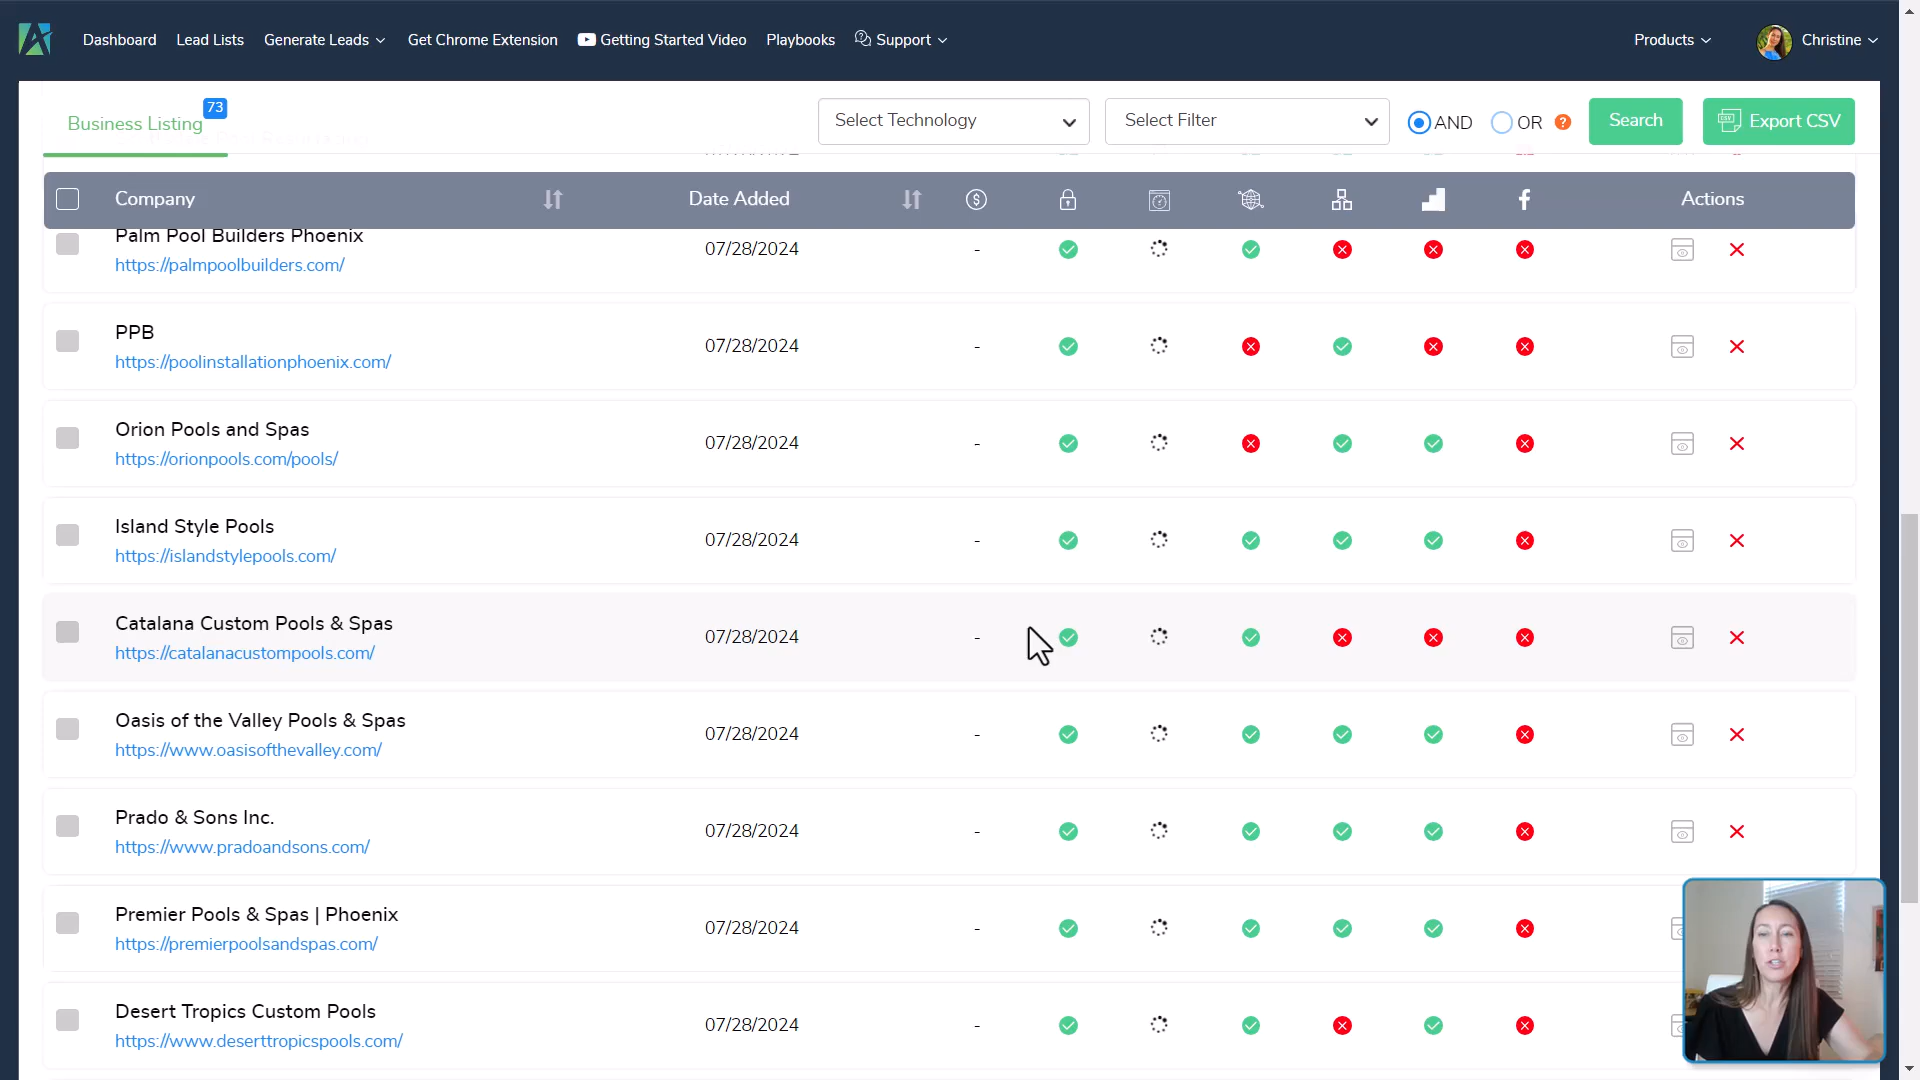 Dashboard Lead Lists Generate Leads Get Chrome Extension Getting Started Video Playbooks Support Products Christine
Business Listing 73 Select Technology Select Filter AND OR ? Search CSV Export CSV
Company Date Added $ f Actions
Palm Pool Builders Phoenix 07/28/2024 -
https://palmpoolbuilders.com/
PPB 07/28/2024 -
https://poolinstallationphoenix.com/
Orion Pools and Spas 07/28/2024 -
https://orionpools.com/pools/
Island Style Pools 07/28/2024 -
https://islandstylepools.com/
Catalana Custom Pools & Spas 07/28/2024 -
https://catalanacustompools.com/
Oasis of the Valley Pools & Spas 07/28/2024 -
https://www.oasisofthevalley.com/
Prado & Sons Inc. 07/28/2024 -
https://www.pradoandsons.com/
Premier Pools & Spas | Phoenix 07/28/2024 -
https://premierpoolsandspas.com/
Desert Tropics Custom Pools 07/28/2024 -
https://www.deserttropicspools.com/